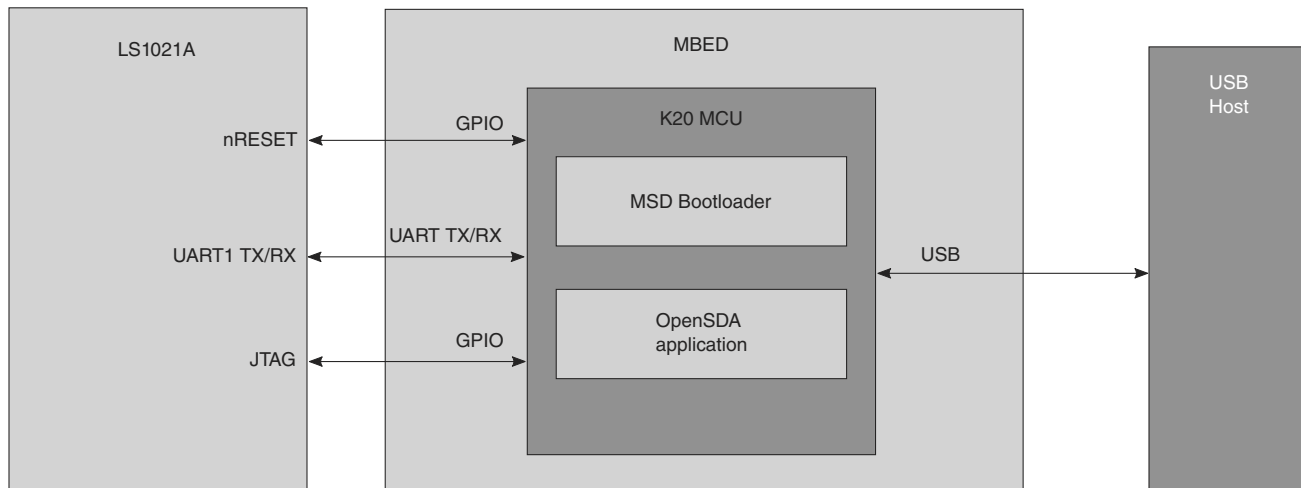 LS1021A
MBED
USB
Host
K20 MCU
nRESET
GPIO
MSD Bootloader
UART1 TX/RX
UART TX/RX
USB
OpenSDA
application
JTAG
GPIO